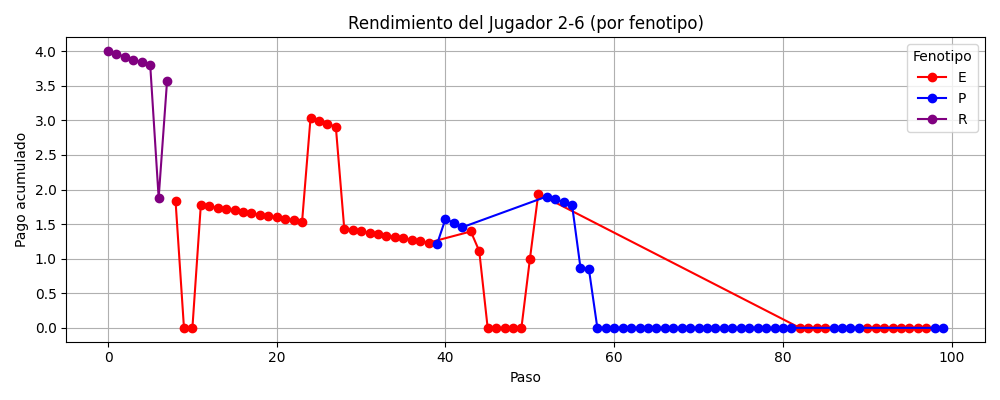 Rendimiento del Jugador 2-6 (por fenotipo)
Pago acumulado
4.0
3.5
3.0
2.5
2.0
1.5
1.0
0.5
0.0
Fenotipo
E
P
R
0 20 40 60 80 100
Paso